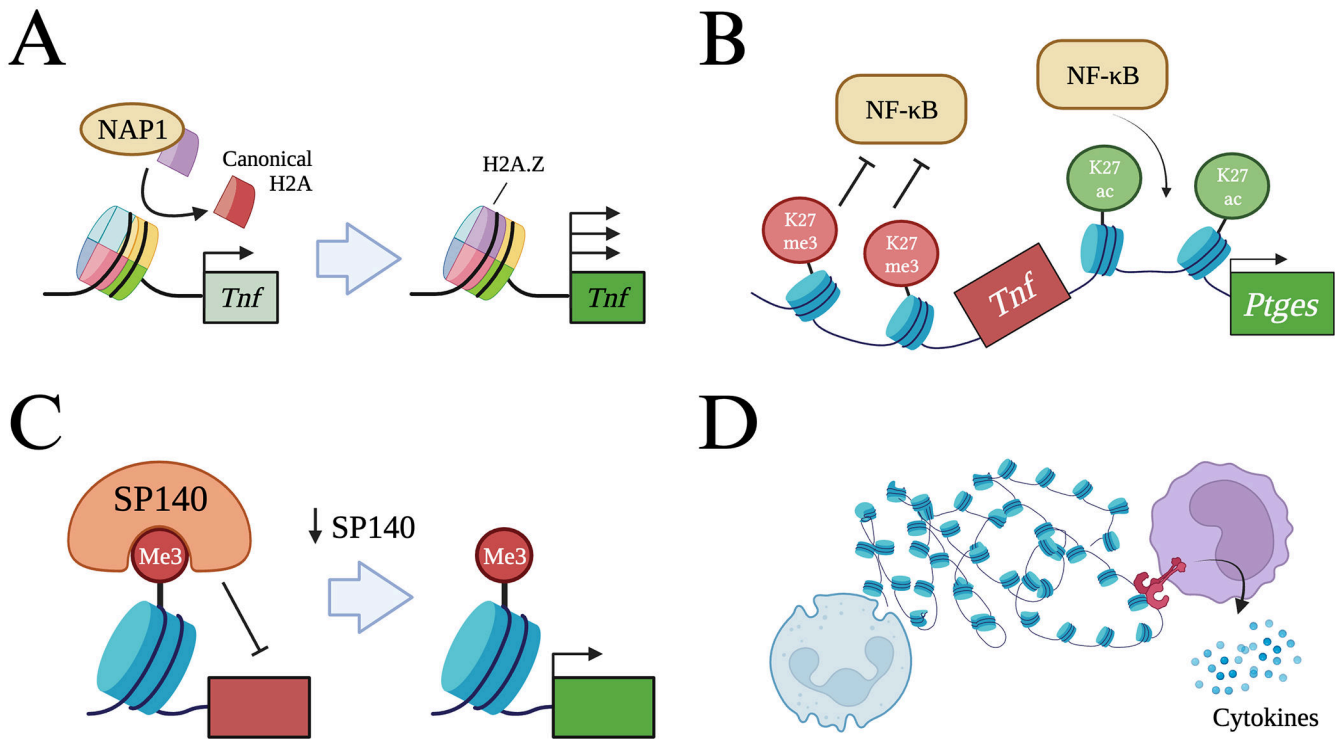 A
NAP1
Canonical
H2A
Tnf
H2A.Z
Tnf
B
NF-κB
NF-κB
K27
me3
K27
me3
K27
ac
K27
ac
Tnf
Ptges
C
SP140
Me3
↓ SP140
Me3
D
Cytokines